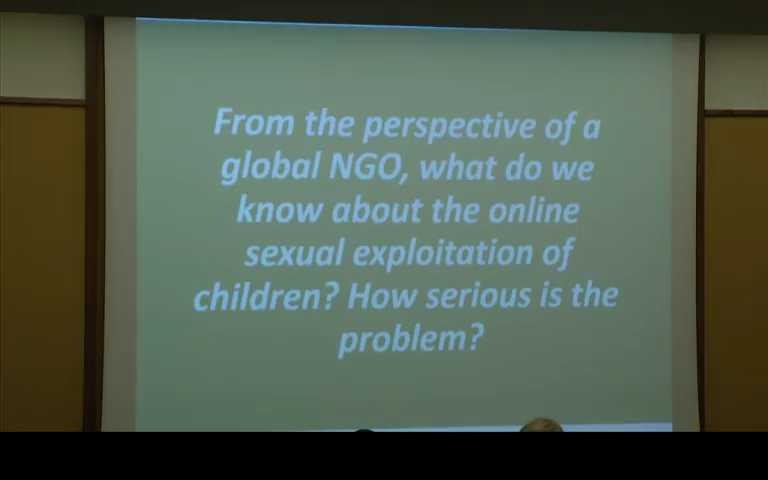 From the perspective of a
global NGO, what do we
know about the online
sexual exploitation of
children? How serious is the
problem?